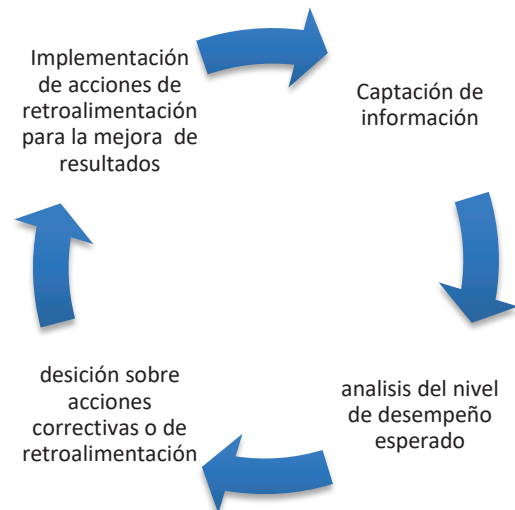 Implementación
de acciones de
retroalimentación
para la mejora de
resultados
Captación de
información
analisis del nivel
de desempeño
esperado
desición sobre
acciones
correctivas o de
retroalimentación